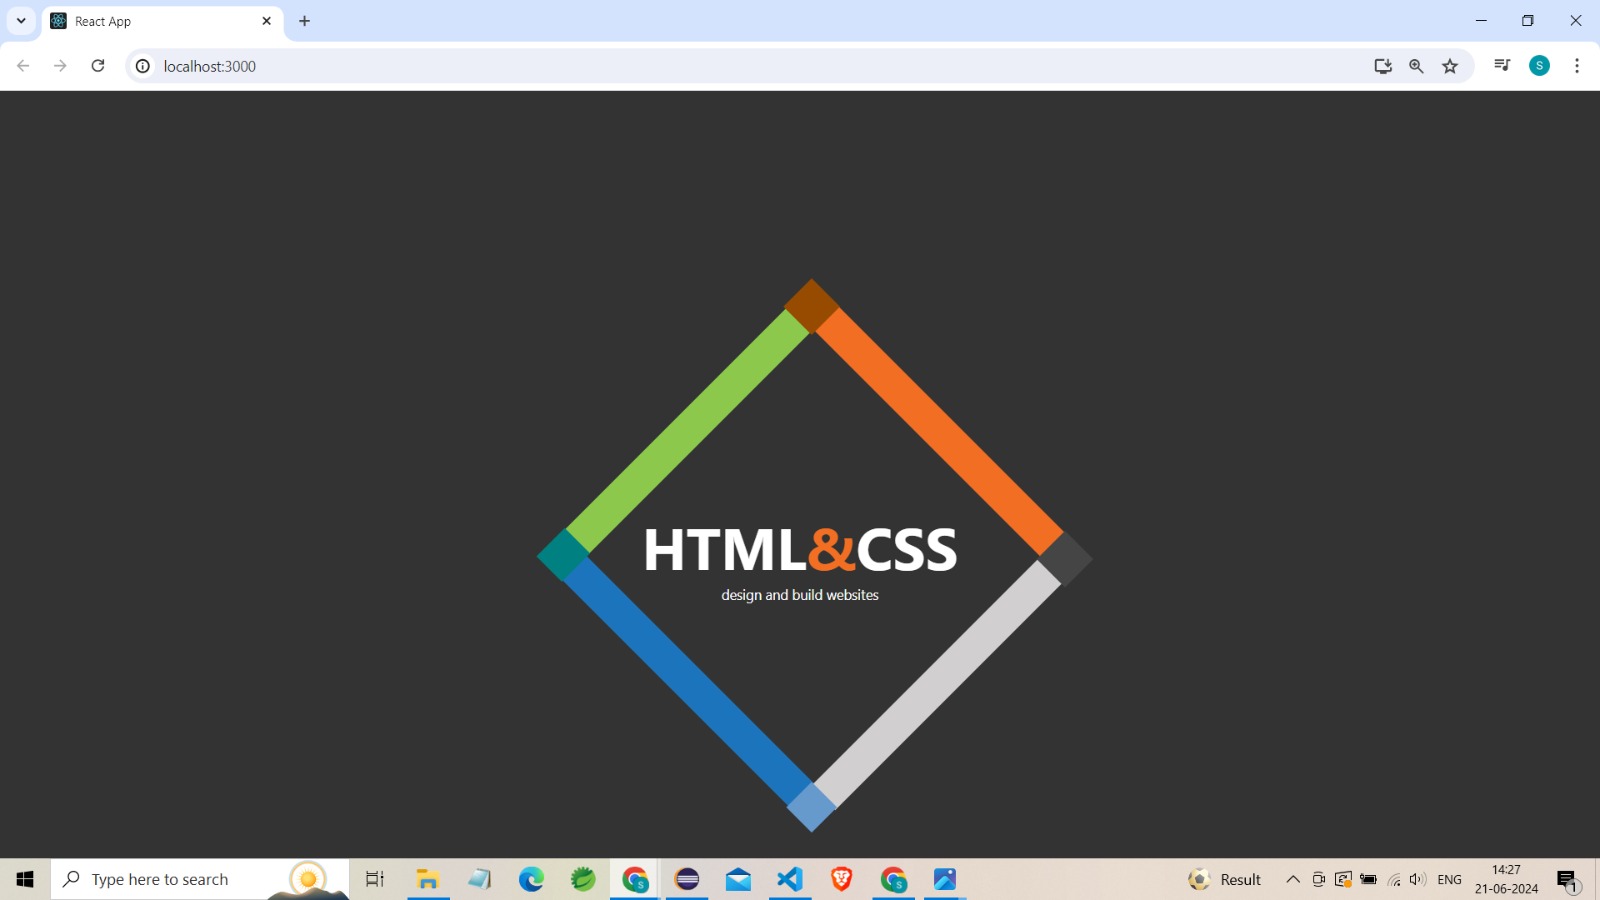 React App
localhost:3000
S
HTML&CSS
design and build websites
Type here to search
Result
ENG
14:27
21-06-2024
1